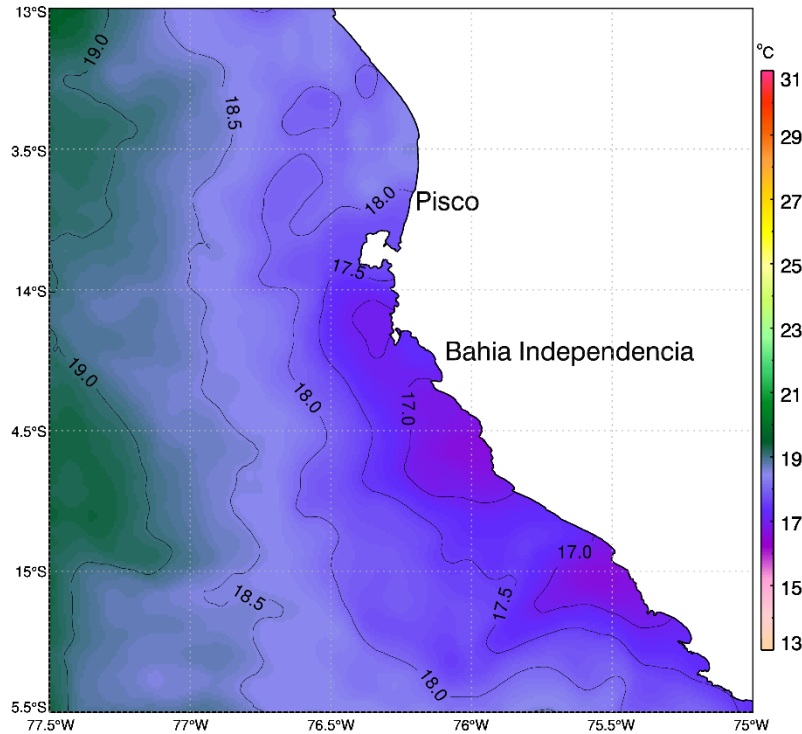 13°S
°C
19.0
31
18.5
29
3.5°S
27
18.0
Pisco
25
17.5
14°S
23
Bahia Independencia
19.0
18.0
17.0
21
4.5°S
19
17.0
17
15°S
17.5
18.5
15
18.0
13
5.5°S
77.5°W
77°W
76.5°W
76°W
75.5°W
75°W